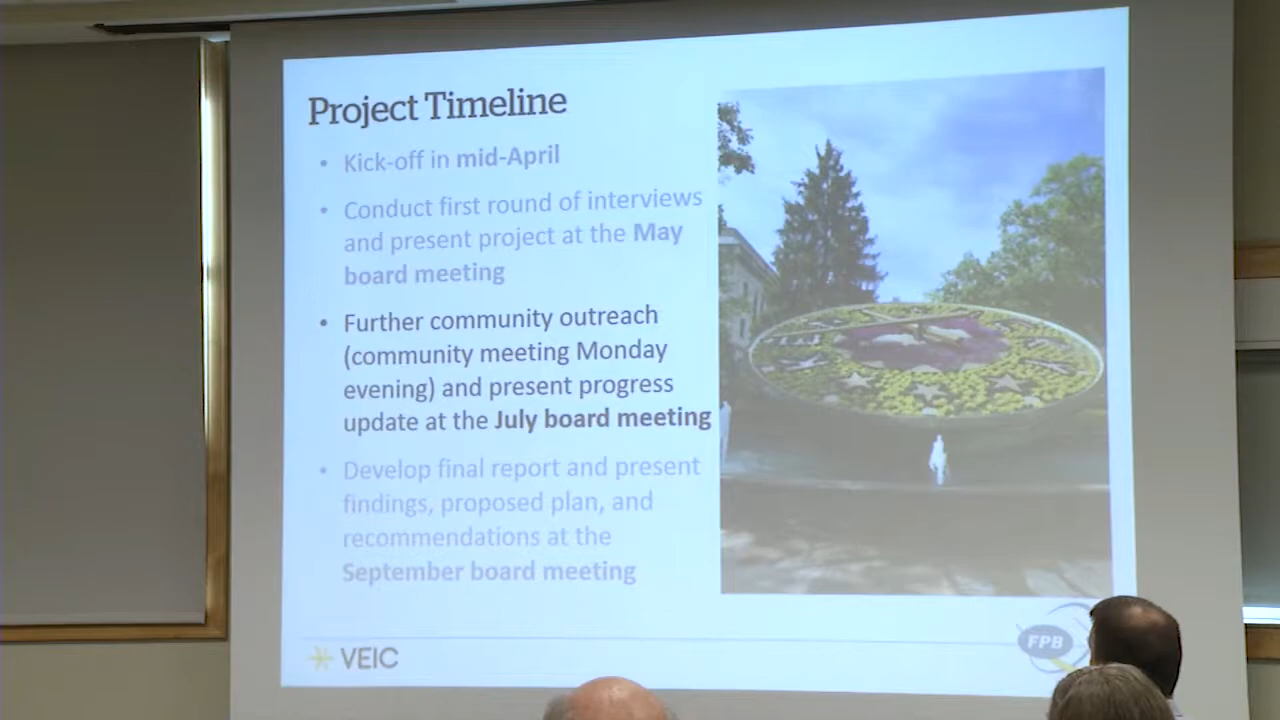 Project Timeline
• Kick-off in mid-April
• Conduct first round of interviews
and present project at the May
board meeting
• Further community outreach
(community meeting Monday
evening) and present progress
update at the July board meeting
• Develop final report and present
findings, proposed plan, and
recommendations at the
September board meeting
VEIC
FPB